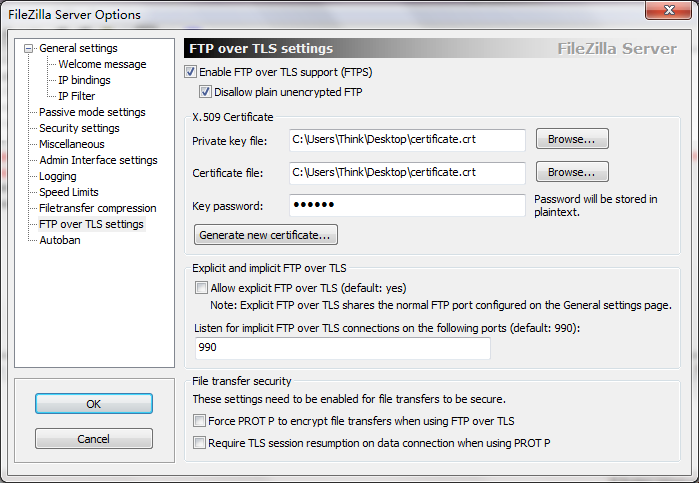 FileZilla Server Options
General settings
Welcome message
IP bindings
IP Filter
Passive mode settings
Security settings
Miscellaneous
Admin Interface settings
Logging
Speed Limits
Filetransfer compression
FTP over TLS settings
Autoban
OK
Cancel
FTP over TLS settings
FileZilla Server
Enable FTP over TLS support (FTPS)
Disallow plain unencrypted FTP
X.509 Certificate
Private key file: C:\Users\Think\Desktop\certificate.crt Browse...
Certificate file: C:\Users\Think\Desktop\certificate.crt Browse...
Key password: ●●●●●● Password will be stored in
plaintext.
Generate new certificate...
Explicit and implicit FTP over TLS
Allow explicit FTP over TLS (default: yes)
Note: Explicit FTP over TLS shares the normal FTP port configured on the General settings page.
Listen for implicit FTP over TLS connections on the following ports (default: 990):
990
File transfer security
These settings need to be enabled for file transfers to be secure.
Force PROT P to encrypt file transfers when using FTP over TLS
Require TLS session resumption on data connection when using PROT P